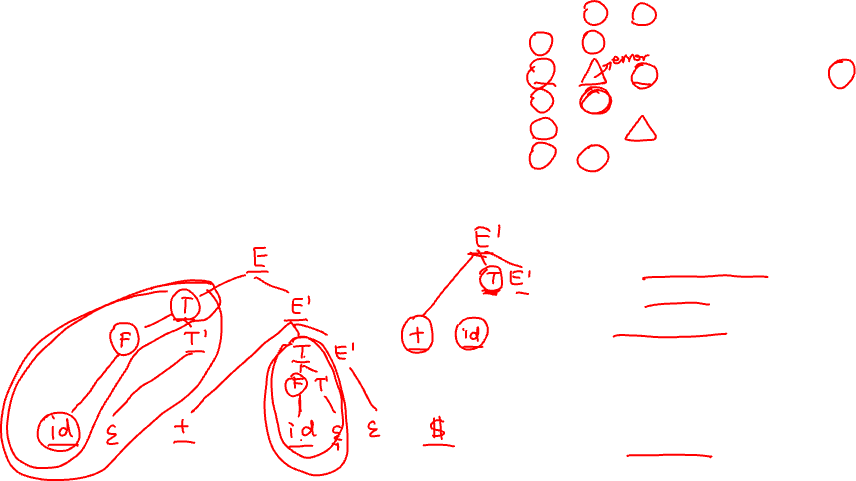 error
E'
E
T E'
T E'
F T' T E'
+ id
F T'
id ε + id ε ε $